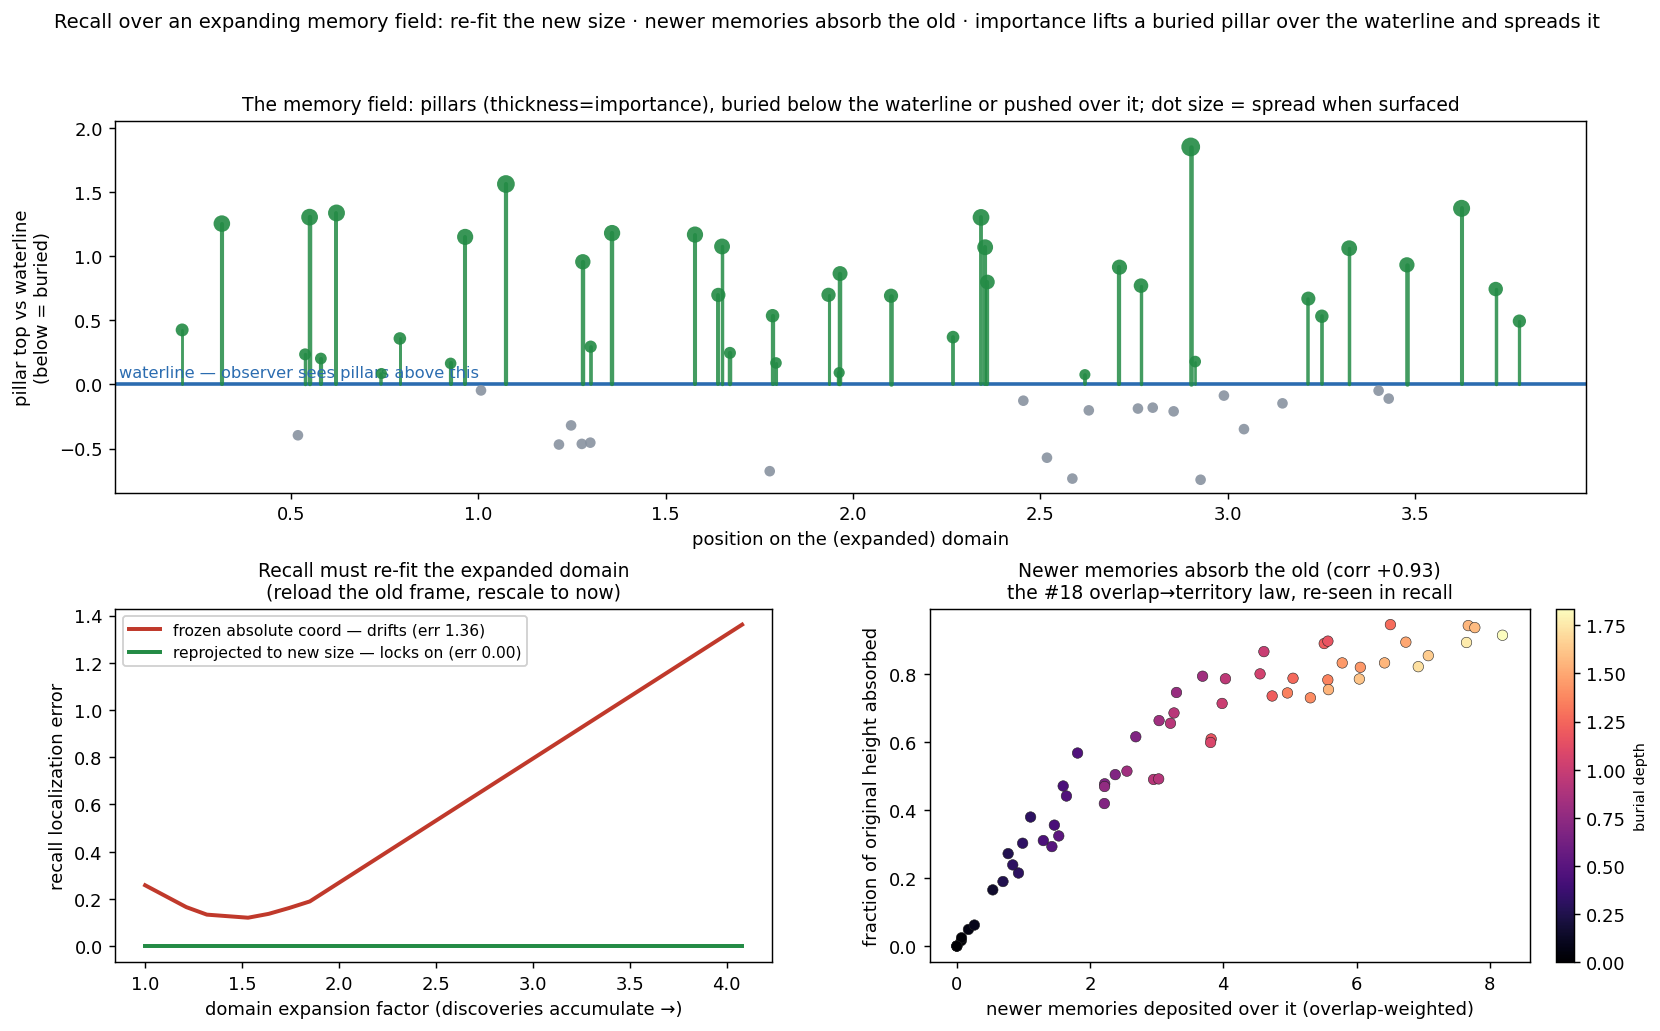 Recall over an expanding memory field: re-fit the new size · newer memories absorb the old · importance lifts a buried pillar over the waterline and spreads it
The memory field: pillars (thickness=importance), buried below the waterline or pushed over it; dot size = spread when surfaced
pillar top vs waterline
(below = buried)
2.0
1.5
1.0
0.5
0.0
−0.5
waterline — observer sees pillars above this
0.5
1.0
1.5
2.0
2.5
3.0
3.5
position on the (expanded) domain
Recall must re-fit the expanded domain
(reload the old frame, rescale to now)
recall localization error
1.4
1.2
1.0
0.8
0.6
0.4
0.2
0.0
frozen absolute coord — drifts (err 1.36)
reprojected to new size — locks on (err 0.00)
1.0
1.5
2.0
2.5
3.0
3.5
4.0
domain expansion factor (discoveries accumulate →)
Newer memories absorb the old (corr +0.93)
the #18 overlap→territory law, re-seen in recall
fraction of original height absorbed
0.8
0.6
0.4
0.2
0.0
0
2
4
6
8
newer memories deposited over it (overlap-weighted)
1.75
1.50
1.25
1.00
0.75
0.50
0.25
0.00
burial depth